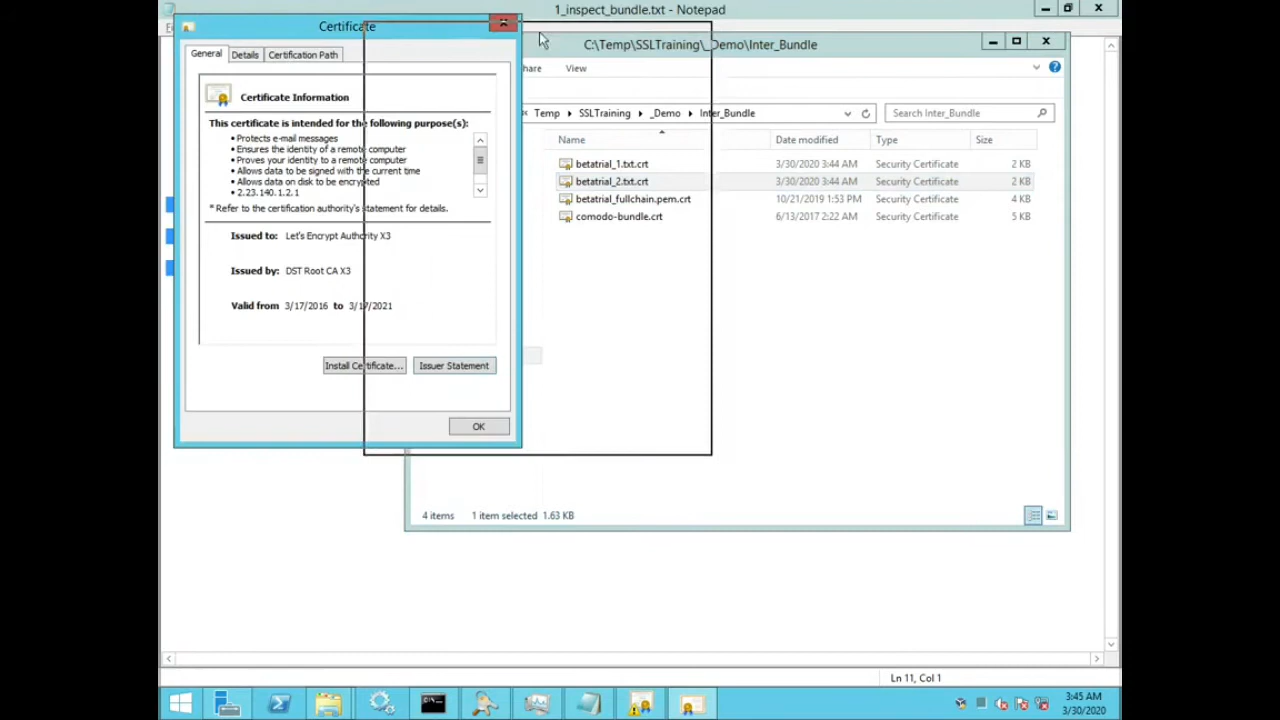 1_inspect_bundle.txt - Notepad
Certificate
General
Details
Certification Path
Certificate Information
This certificate is intended for the following purpose(s):
• Protects e-mail messages
• Ensures the identity of a remote computer
• Proves your identity to a remote computer
• Allows data to be signed with the current time
• Allows data on disk to be encrypted
• 2.23.140.1.2.1
* Refer to the certification authority's statement for details.
Issued to: Let's Encrypt Authority X3
Issued by: DST Root CA X3
Valid from 3/17/2016 to 3/17/2021
Install Certificate...
Issuer Statement
OK
C:\Temp\SSLTraining\_Demo\Inter_Bundle
hare
View
Temp
SSLTraining
_Demo
Inter_Bundle
Search Inter_Bundle
Name
Date modified
Type
Size
betatrial_1.txt.crt 3/30/2020 3:44 AM Security Certificate 2 KB
betatrial_2.txt.crt 3/30/2020 3:44 AM Security Certificate 2 KB
betatrial_fullchain.pem.crt 10/21/2019 1:53 PM Security Certificate 4 KB
comodo-bundle.crt 6/13/2017 2:22 AM Security Certificate 5 KB
4 items
1 item selected 1.63 KB
Ln 11, Col 1
3:45 AM
3/30/2020